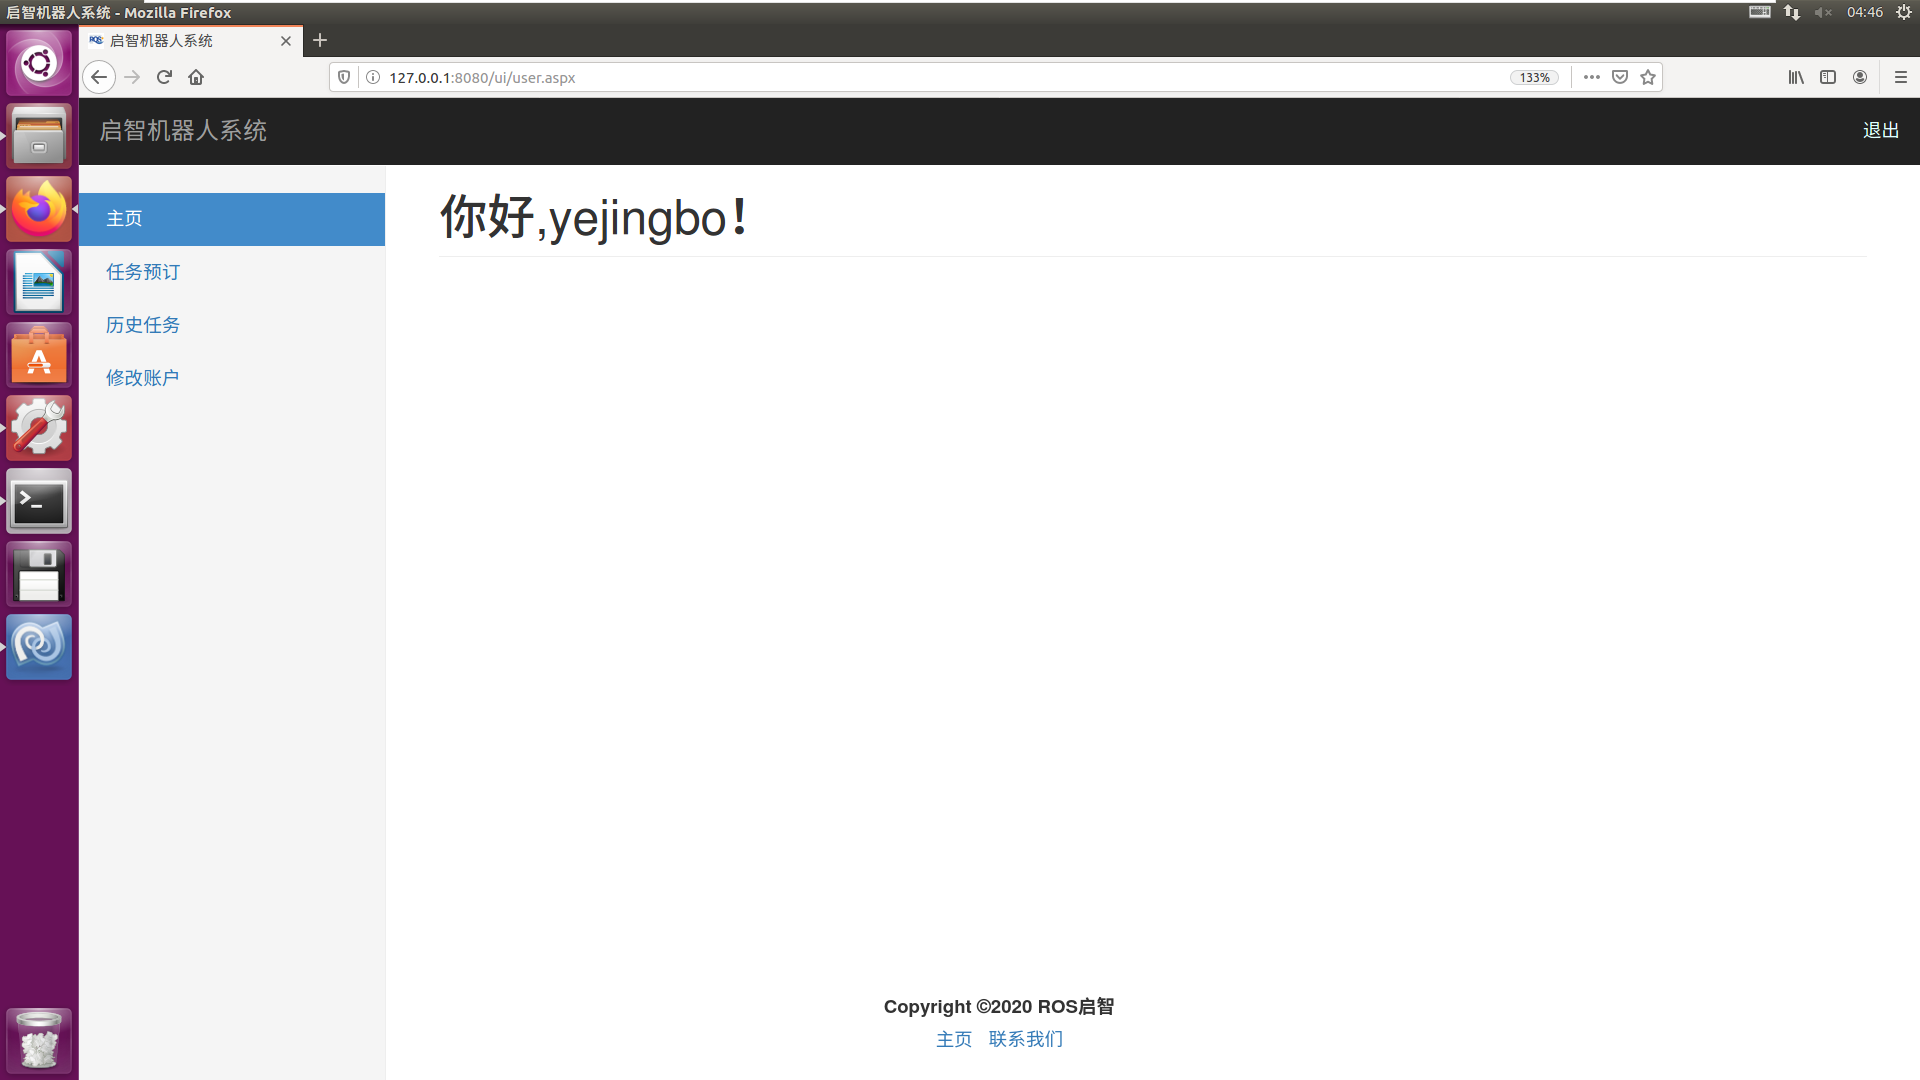 启智机器人系统 - Mozilla Firefox
04:46
启智机器人系统
127.0.0.1:8080/ui/user.aspx
133%
启智机器人系统
退出
主页
任务预订
历史任务
修改账户
你好,yejingbo！
Copyright ©2020 ROS启智
主页 联系我们